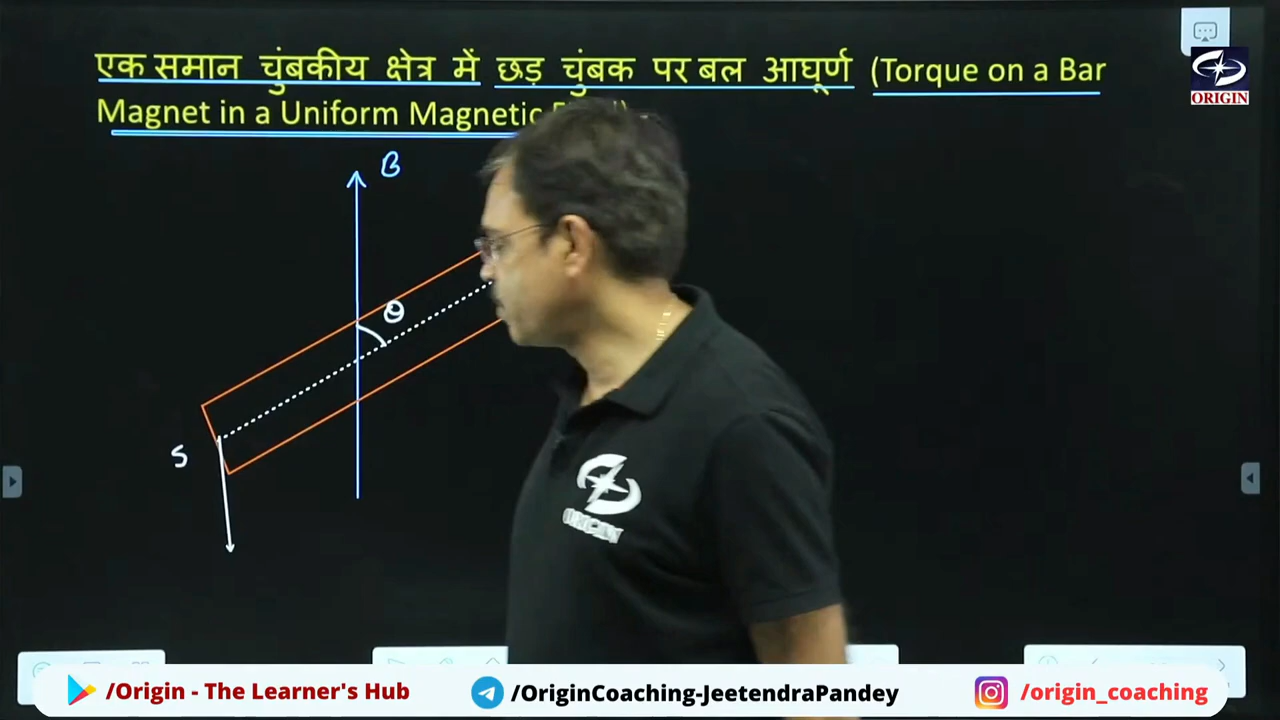 एक समान चुंबकीय क्षेत्र में छड़ चुंबक पर बल आघूर्ण (Torque on a Bar
Magnet in a Uniform Magnetic
ORIGIN
B
θ
S
ORIGIN
/Origin - The Learner's Hub
/OriginCoaching-JeetendraPandey
/origin_coaching